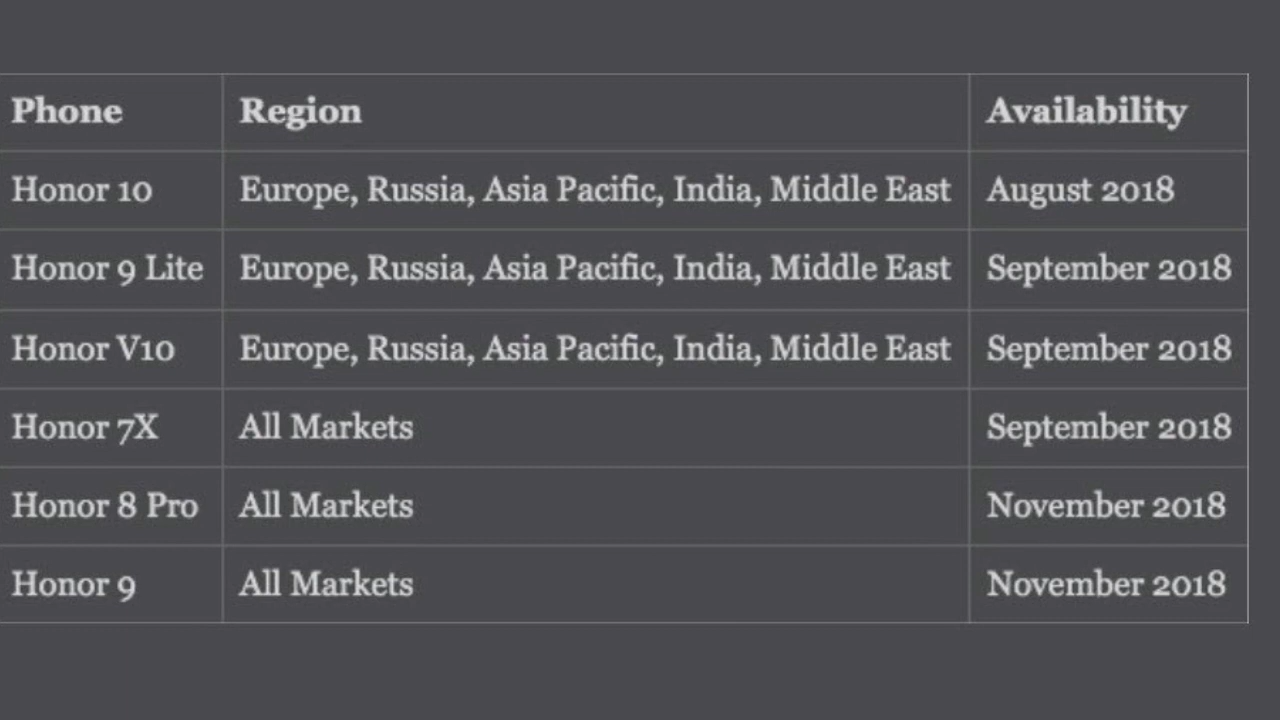 Phone Region Availability
Honor 10 Europe, Russia, Asia Pacific, India, Middle East August 2018
Honor 9 Lite Europe, Russia, Asia Pacific, India, Middle East September 2018
Honor V10 Europe, Russia, Asia Pacific, India, Middle East September 2018
Honor 7X All Markets September 2018
Honor 8 Pro All Markets November 2018
Honor 9 All Markets November 2018